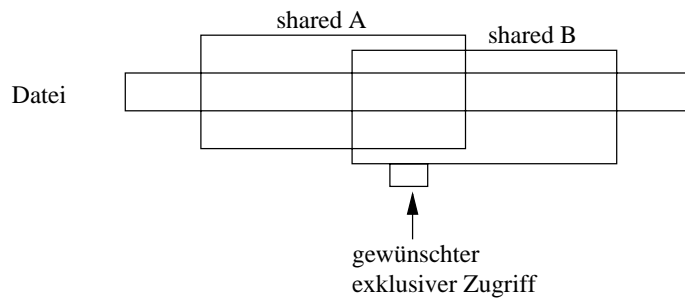 shared A
shared B
Datei
gewünschter
exklusiver Zugriff